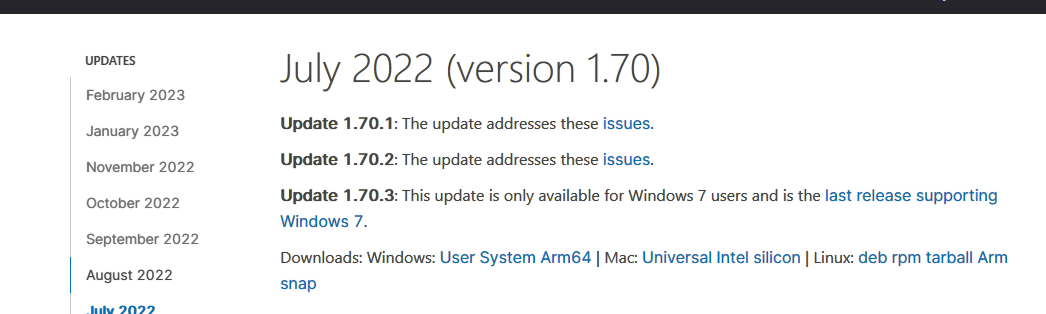 UPDATES
February 2023
January 2023
November 2022
October 2022
September 2022
August 2022
July 2022
July 2022 (version 1.70)
Update 1.70.1: The update addresses these issues.
Update 1.70.2: The update addresses these issues.
Update 1.70.3: This update is only available for Windows 7 users and is the last release supporting
Windows 7.
Downloads: Windows: User System Arm64 | Mac: Universal Intel silicon | Linux: deb rpm tarball Arm
snap